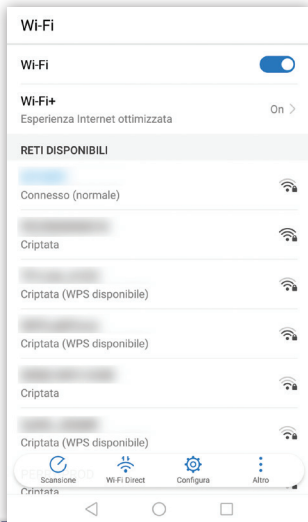 Wi-Fi
Wi-Fi
Wi-Fi+
Esperienza Internet ottimizzata
On
RETI DISPONIBILI
Connesso (normale)
Criptata
Criptata (WPS disponibile)
Criptata (WPS disponibile)
Criptata
Criptata (WPS disponibile)
Scansione
Wi-Fi Direct
Configura
Altro
Criptata